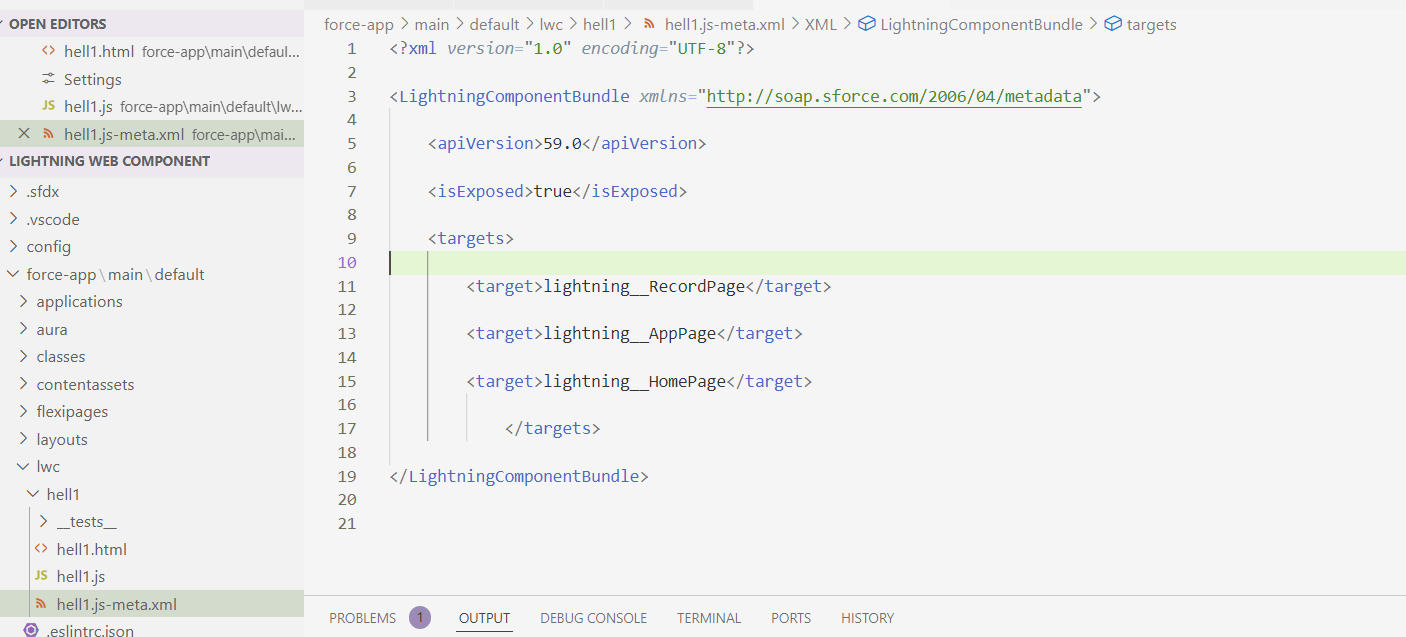 OPEN EDITORS
hell1.html force-app\main\defaul...
Settings
JS hell1.js force-app\main\default\lw...
hell1.js-meta.xml force-app\mai...
LIGHTNING WEB COMPONENT
.sfdx
.vscode
config
force-app\main\default
applications
aura
classes
contentassets
flexipages
layouts
lwc
hell1
__tests__
hell1.html
JS hell1.js
hell1.js-meta.xml
.eslintrc.json
force-app > main > default > lwc > hell1 > hell1.js-meta.xml > XML > LightningComponentBundle > targets
1 <?xml version="1.0" encoding="UTF-8"?>
2
3 <LightningComponentBundle xmlns="http://soap.sforce.com/2006/04/metadata">
4
5 <apiVersion>59.0</apiVersion>
6
7 <isExposed>true</isExposed>
8
9 <targets>
10
11 <target>lightning__RecordPage</target>
12
13 <target>lightning__AppPage</target>
14
15 <target>lightning__HomePage</target>
16
17 </targets>
18
19 </LightningComponentBundle>
20
21
PROBLEMS 1 OUTPUT DEBUG CONSOLE TERMINAL PORTS HISTORY